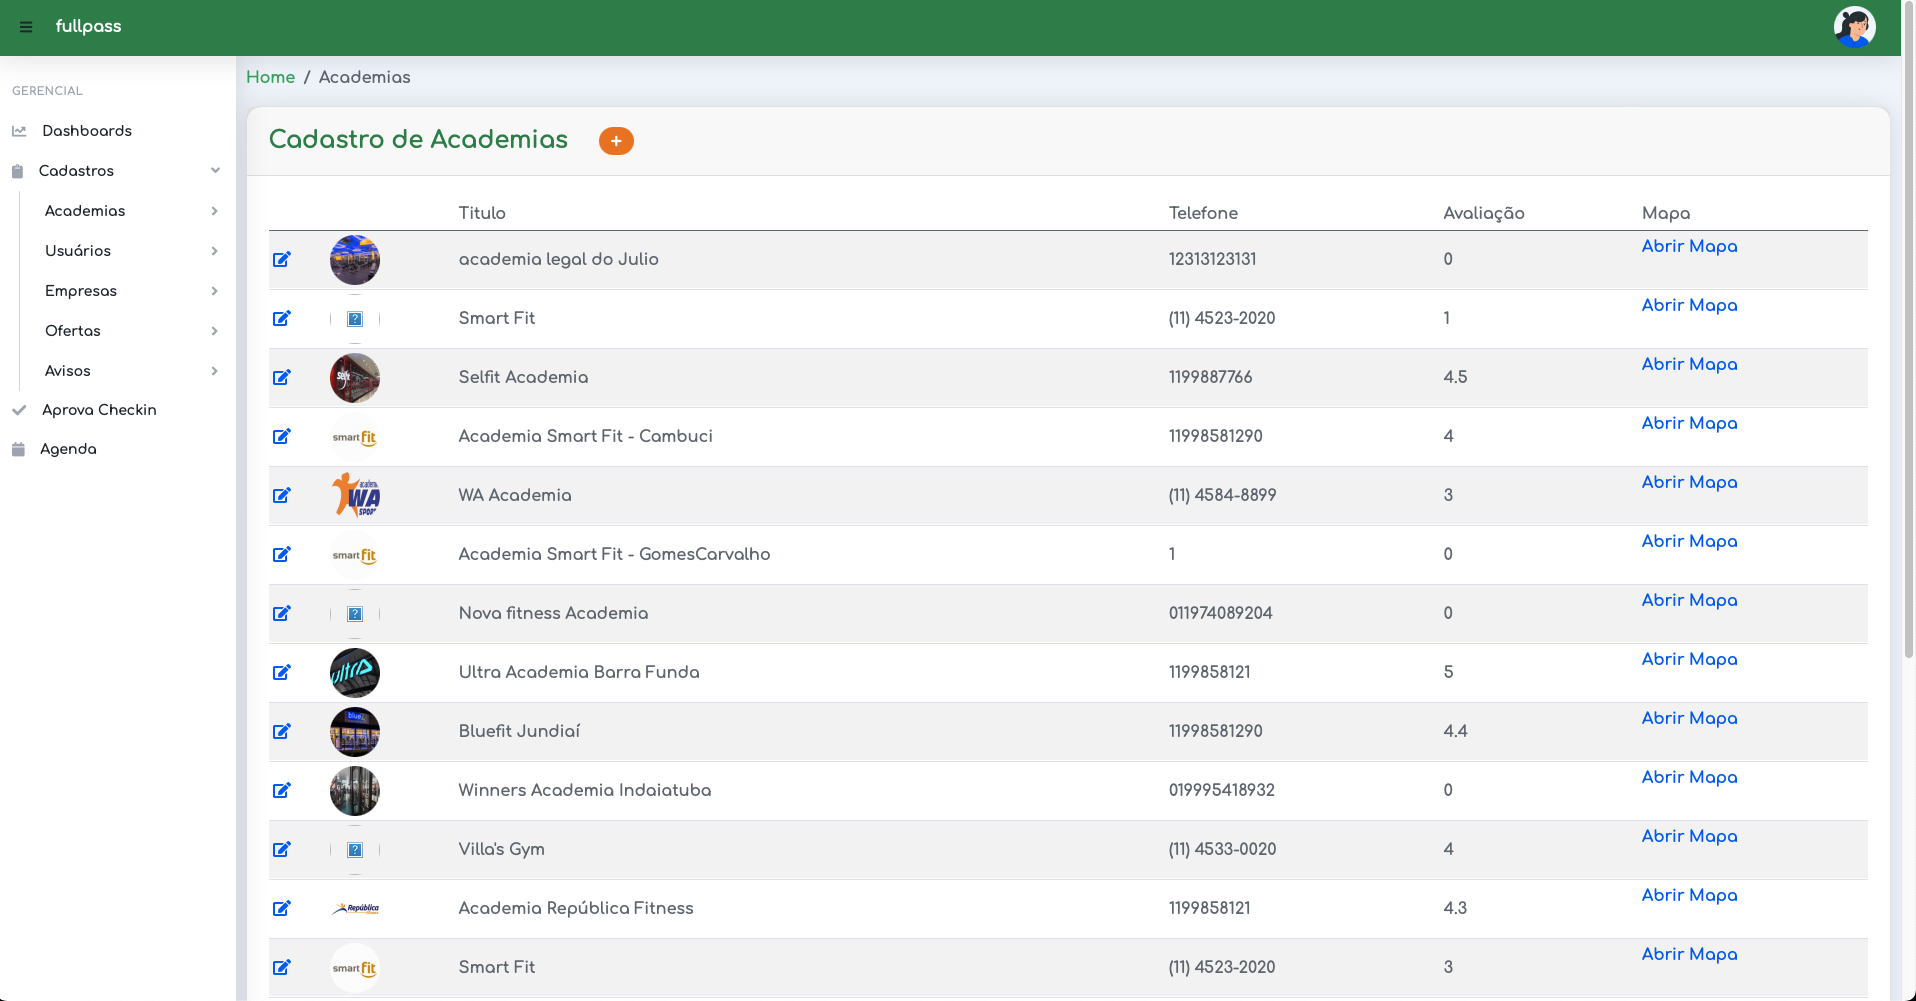 fullpass
Home / Academias
GERENCIAL
Dashboards
Cadastros
Academias
Usuários
Empresas
Ofertas
Avisos
Aprova Checkin
Agenda
Cadastro de Academias +
Titulo Telefone Avaliação Mapa
academia legal do Julio 12313123131 0 Abrir Mapa
Smart Fit (11) 4523-2020 1 Abrir Mapa
Selfit Academia 1199887766 4.5 Abrir Mapa
smart fit Academia Smart Fit - Cambuci 11998581290 4 Abrir Mapa
WA WA Academia (11) 4584-8899 3 Abrir Mapa
smart fit Academia Smart Fit - GomesCarvalho 1 0 Abrir Mapa
Nova fitness Academia 011974089204 0 Abrir Mapa
ultra Ultra Academia Barra Funda 1199858121 5 Abrir Mapa
blue Bluefit Jundiaí 11998581290 4.4 Abrir Mapa
Winners Academia Indaiatuba 019995418932 0 Abrir Mapa
Villa's Gym (11) 4533-0020 4 Abrir Mapa
República Academia República Fitness 1199858121 4.3 Abrir Mapa
smart fit Smart Fit (11) 4523-2020 3 Abrir Mapa